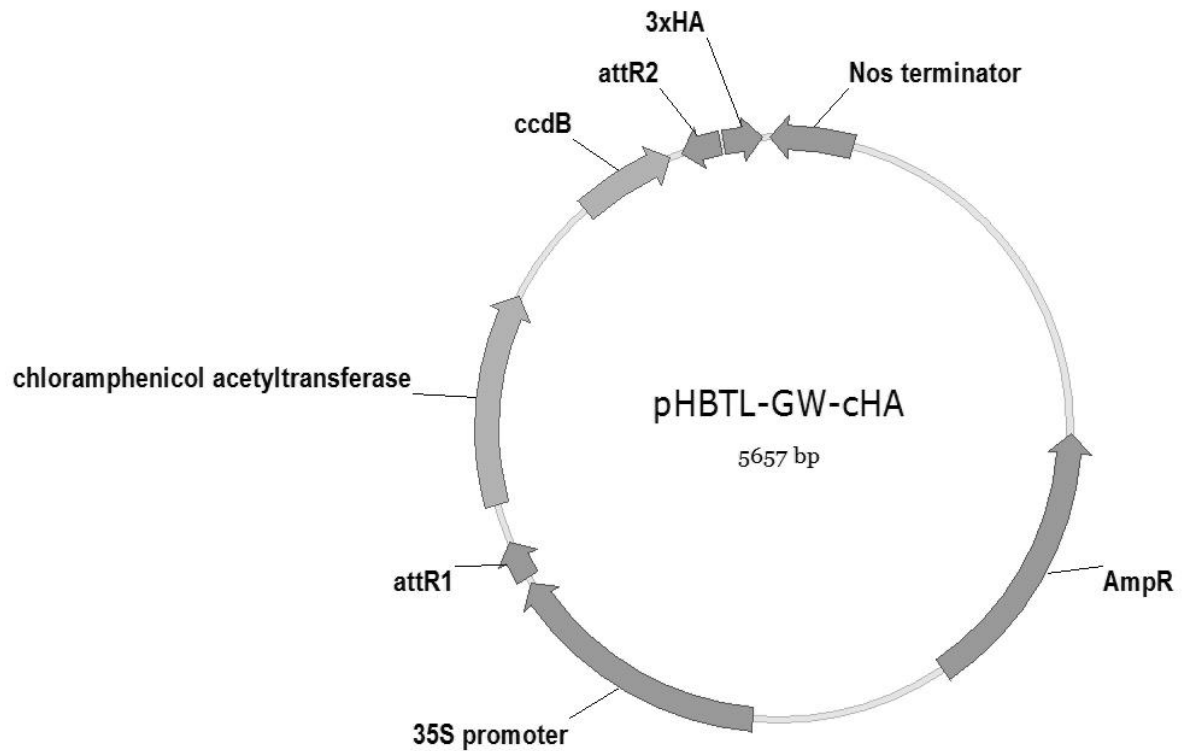 3xHA
attR2
Nos terminator
ccdB
chloramphenicol acetyltransferase
pHBTL-GW-cHA
5657 bp
attR1
AmpR
35S promoter